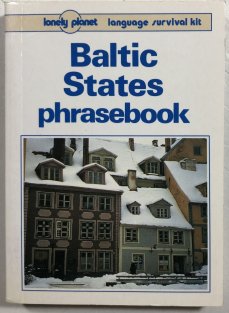 lonely planet language survival kit
Baltic
States
phrasebook